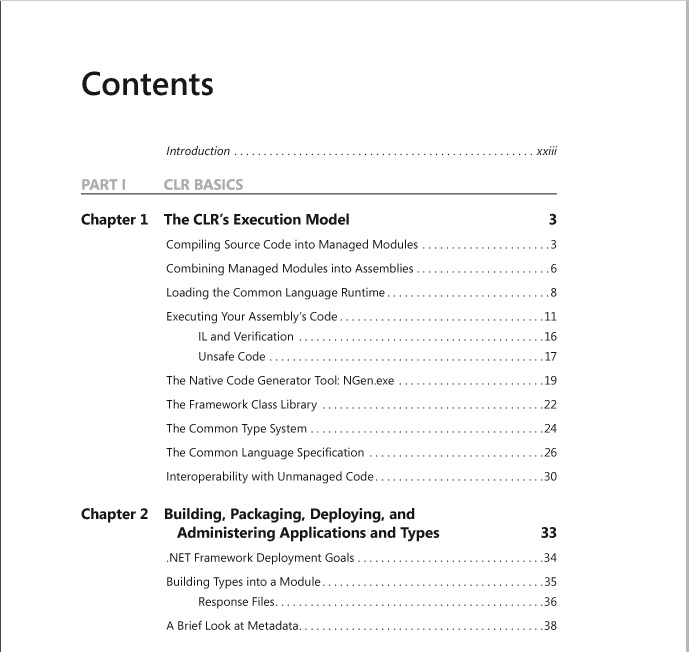 Contents
Introduction . . . . . . . . . . . . . . . . . . . . . . . . . . . . . . . . . . . . . . . . . . . . . . . . . . . xxiii
PART I CLR BASICS
Chapter 1 The CLR’s Execution Model 3
Compiling Source Code into Managed Modules . . . . . . . . . . . . . . . . . . . . . . 3
Combining Managed Modules into Assemblies . . . . . . . . . . . . . . . . . . . . . . . 6
Loading the Common Language Runtime . . . . . . . . . . . . . . . . . . . . . . . . . . . 8
Executing Your Assembly’s Code . . . . . . . . . . . . . . . . . . . . . . . . . . . . . . . . . . . 11
IL and Verification . . . . . . . . . . . . . . . . . . . . . . . . . . . . . . . . . . . . . . . . . . 16
Unsafe Code . . . . . . . . . . . . . . . . . . . . . . . . . . . . . . . . . . . . . . . . . . . . . . . 17
The Native Code Generator Tool: NGen.exe . . . . . . . . . . . . . . . . . . . . . . . . . 19
The Framework Class Library . . . . . . . . . . . . . . . . . . . . . . . . . . . . . . . . . . . . . . 22
The Common Type System . . . . . . . . . . . . . . . . . . . . . . . . . . . . . . . . . . . . . . . . 24
The Common Language Specification . . . . . . . . . . . . . . . . . . . . . . . . . . . . . . 26
Interoperability with Unmanaged Code . . . . . . . . . . . . . . . . . . . . . . . . . . . . . 30
Chapter 2 Building, Packaging, Deploying, and
Administering Applications and Types 33
.NET Framework Deployment Goals . . . . . . . . . . . . . . . . . . . . . . . . . . . . . . . . 34
Building Types into a Module . . . . . . . . . . . . . . . . . . . . . . . . . . . . . . . . . . . . . . 35
Response Files. . . . . . . . . . . . . . . . . . . . . . . . . . . . . . . . . . . . . . . . . . . . . . 36
A Brief Look at Metadata. . . . . . . . . . . . . . . . . . . . . . . . . . . . . . . . . . . . . . . . . . 38